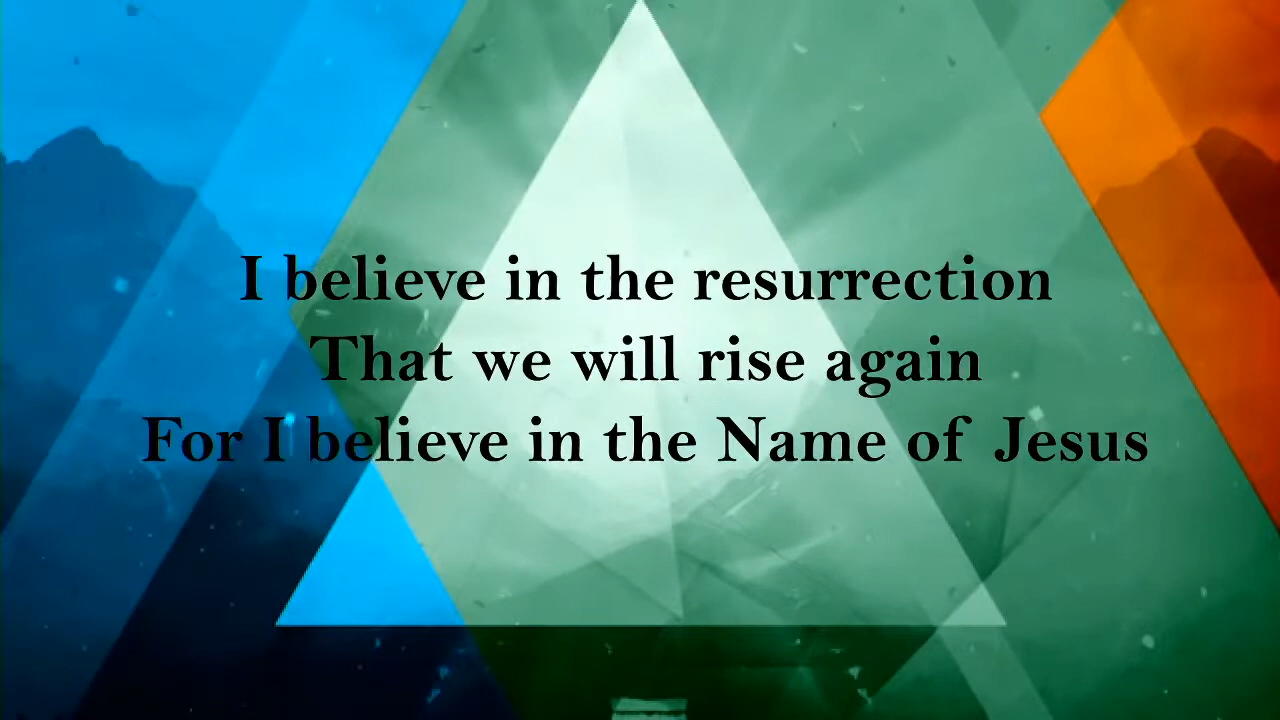 I believe in the resurrection
That we will rise again
For I believe in the Name of Jesus